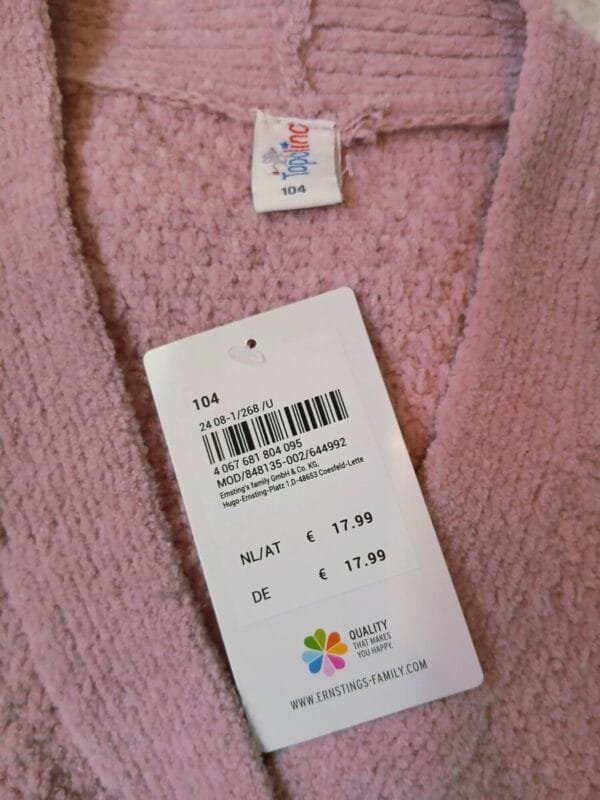 Topolino
104
104
24 08-1/268 /U
4 067 681 804 095
MOD/848135-002/644992
Ernsting's family GmbH & Co. KG,
Hugo-Ernsting-Platz 1,D-48653 Coesfeld-Lette
NL/AT € 17.99
DE € 17.99
QUALITY
THAT MAKES
YOU HAPPY.
WWW.ERNSTINGS-FAMILY.COM